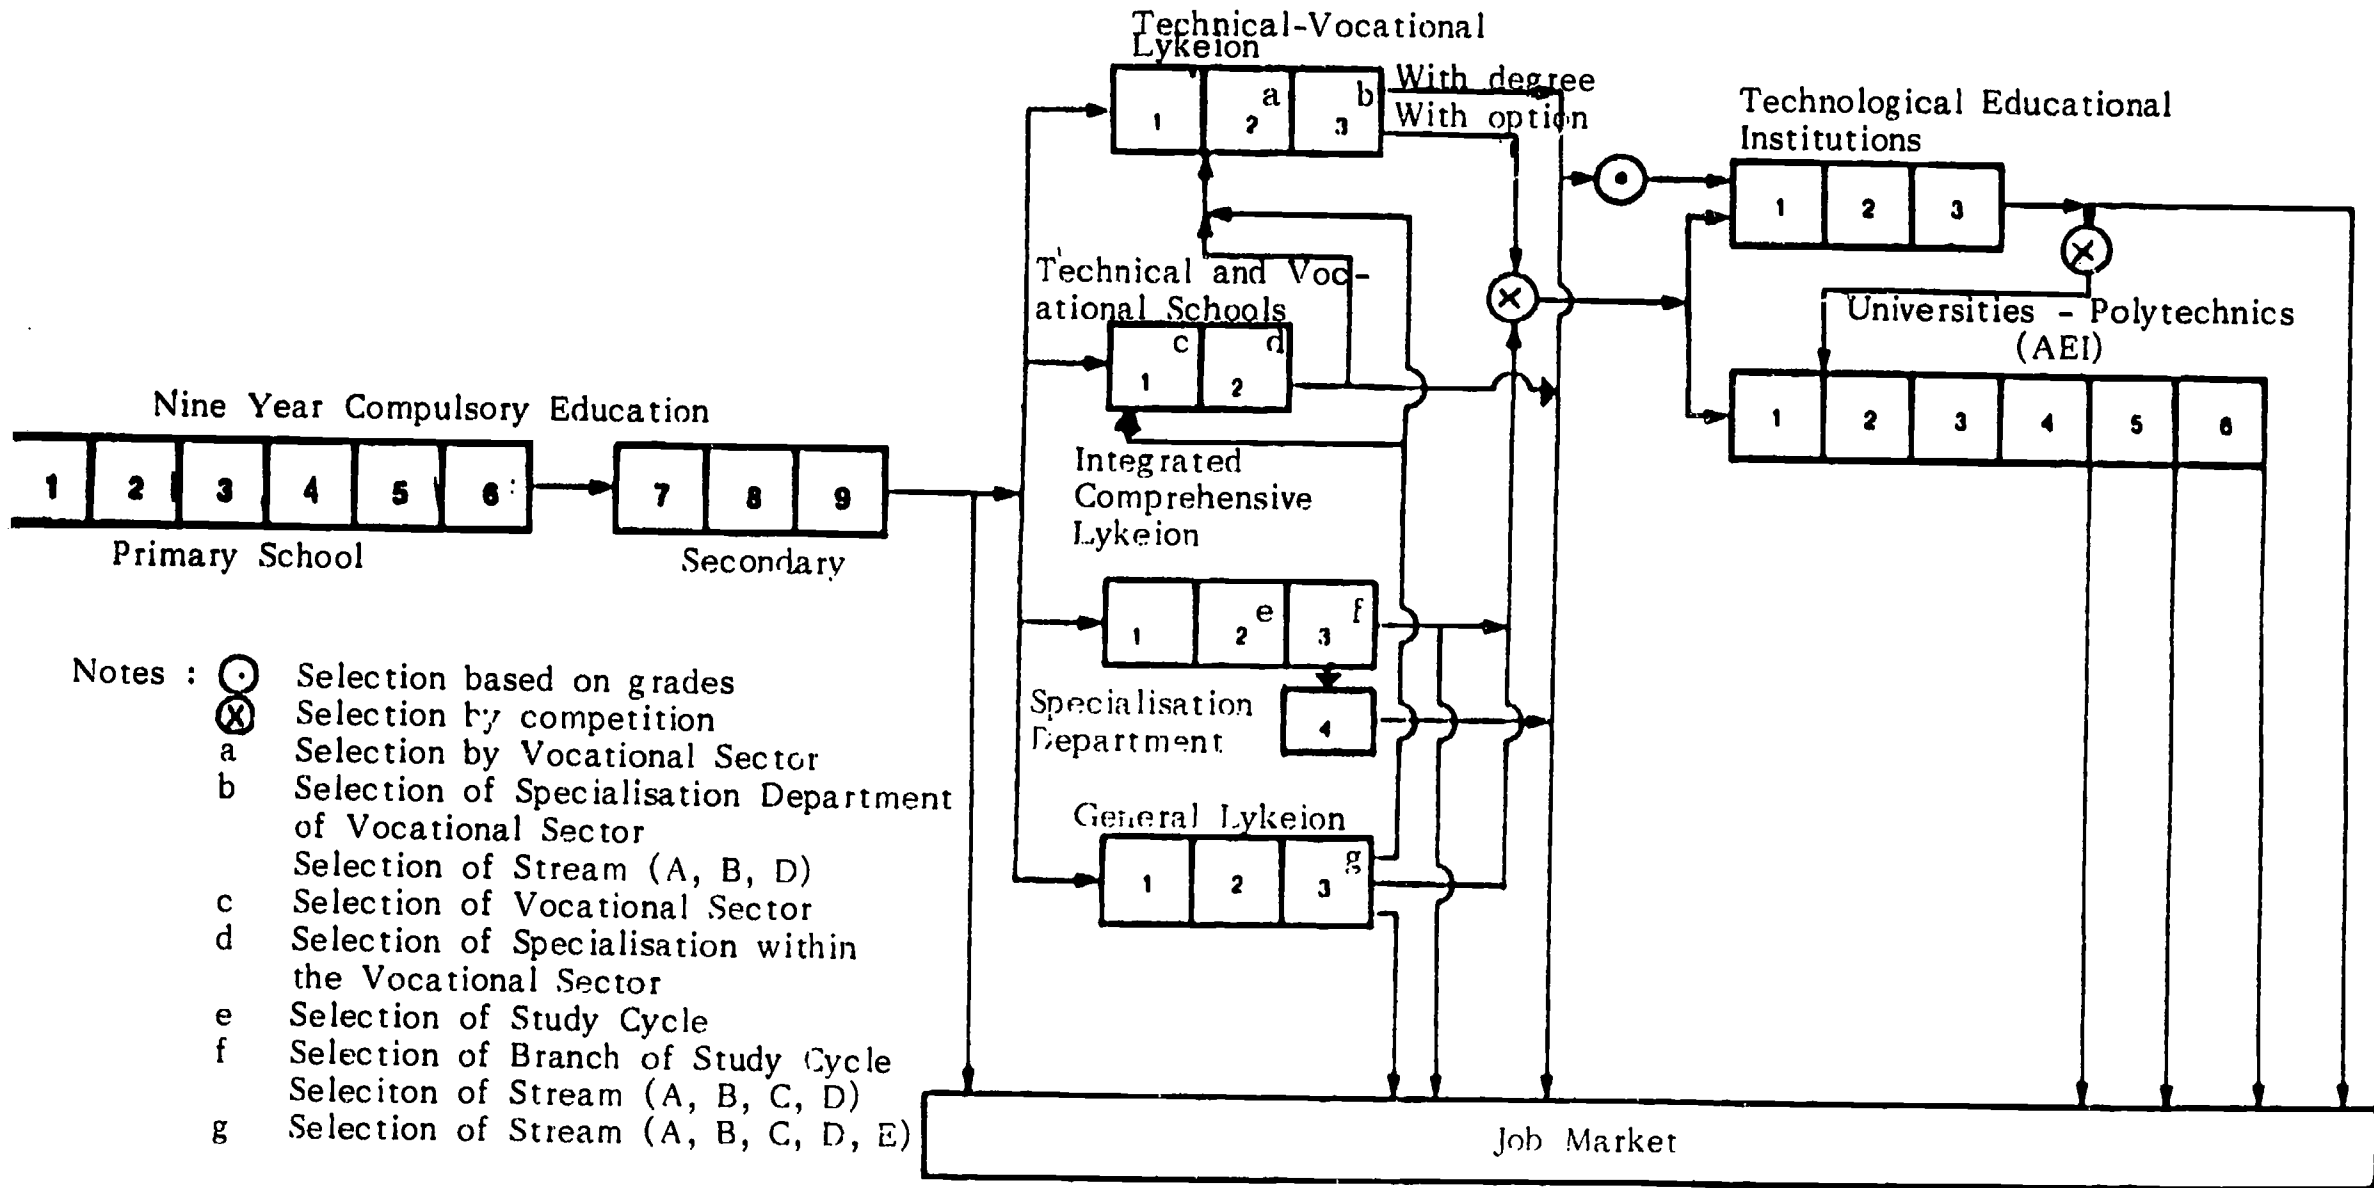 Technical-Vocational
Lykeion
1 2 a 3 b
With degree
With option
Technological Educational
Institutions
1 2 3
Technical and Voc-
ational Schools
1 c 2 d
Universities - Polytechnics
(AEI)
1 2 3 4 5 6
Nine Year Compulsory Education
1 2 3 4 5 6
7 8 9
Primary School
Secondary
Integrated
Comprehensive
Lykeion
1 2 e 3 f
Specialisation
Department
4
General Lykeion
1 2 3 g
Notes :
⊙ Selection based on grades
⊗ Selection by competition
a Selection by Vocational Sector
b Selection of Specialisation Department
of Vocational Sector
Selection of Stream (A, B, D)
c Selection of Vocational Sector
d Selection of Specialisation within
the Vocational Sector
e Selection of Study Cycle
f Selection of Branch of Study Cycle
Seleciton of Stream (A, B, C, D)
g Selection of Stream (A, B, C, D, E)
Job Market